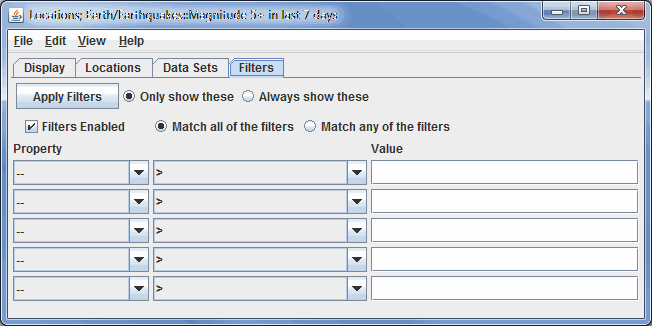 Locations; Earth/Earthquakes::Magnitude 5+ in last 7 days
File Edit View Help
Display Locations Data Sets Filters
Apply Filters Only show these Always show these
Filters Enabled Match all of the filters Match any of the filters
Property Value
-- >
-- >
-- >
-- >
-- >